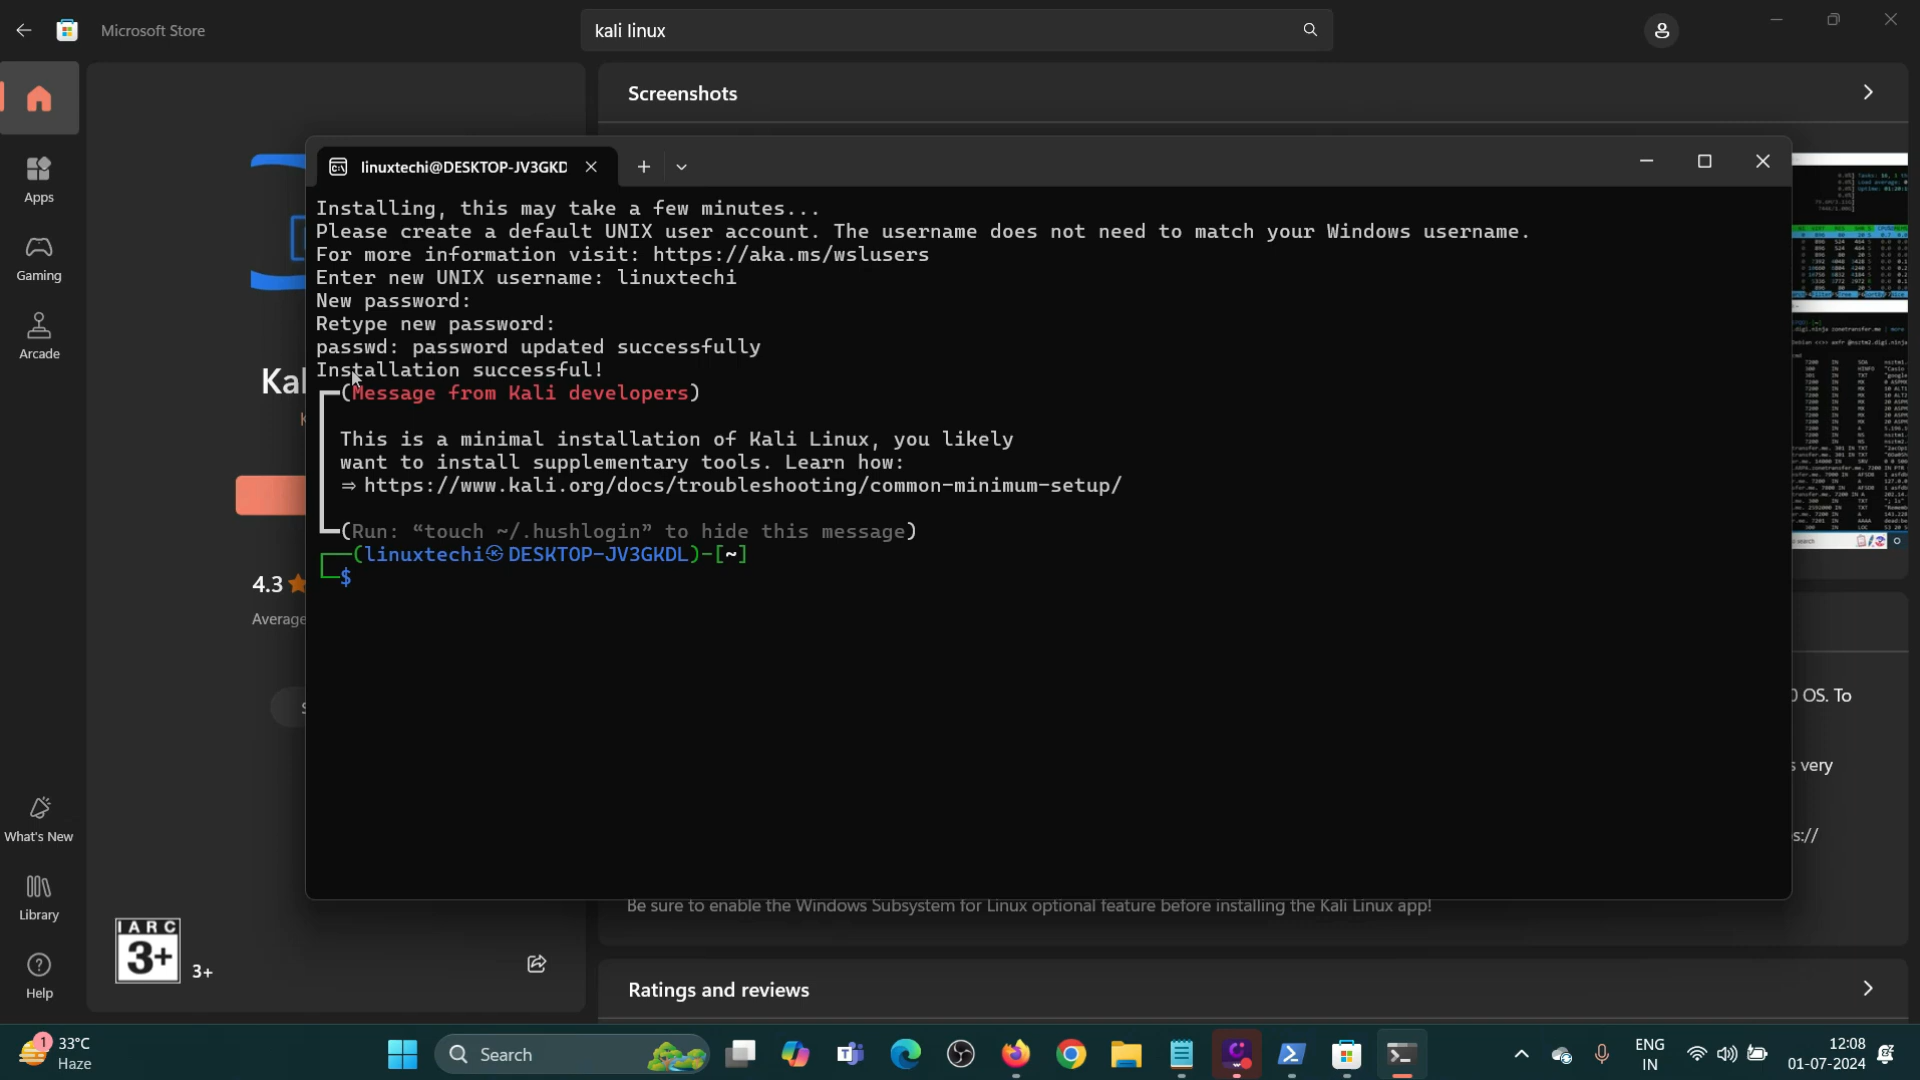 Microsoft Store
kali linux
Screenshots
Apps
Gaming
Arcade
What's New
Library
Help
linuxtechi@DESKTOP-JV3GKD
Installing, this may take a few minutes...
Please create a default UNIX user account. The username does not need to match your Windows username.
For more information visit: https://aka.ms/wslusers
Enter new UNIX username: linuxtechi
New password:
Retype new password:
passwd: password updated successfully
Installation successful!
┌─(Message from Kali developers)
│ This is a minimal installation of Kali Linux, you likely
│ want to install supplementary tools. Learn how:
│ ⇒ https://www.kali.org/docs/troubleshooting/common-minimum-setup/
└─(Run: “touch ~/.hushlogin” to hide this message)
┌──(linuxtechi㉿DESKTOP-JV3GKDL)-[~]
└─$
Kal
4.3
Average
0 OS. To
s very
s://
Be sure to enable the Windows Subsystem for Linux optional feature before installing the Kali Linux app!
IARC
3+
3+
Ratings and reviews
1
33°C
Haze
Search
ENG
IN
12:08
01-07-2024